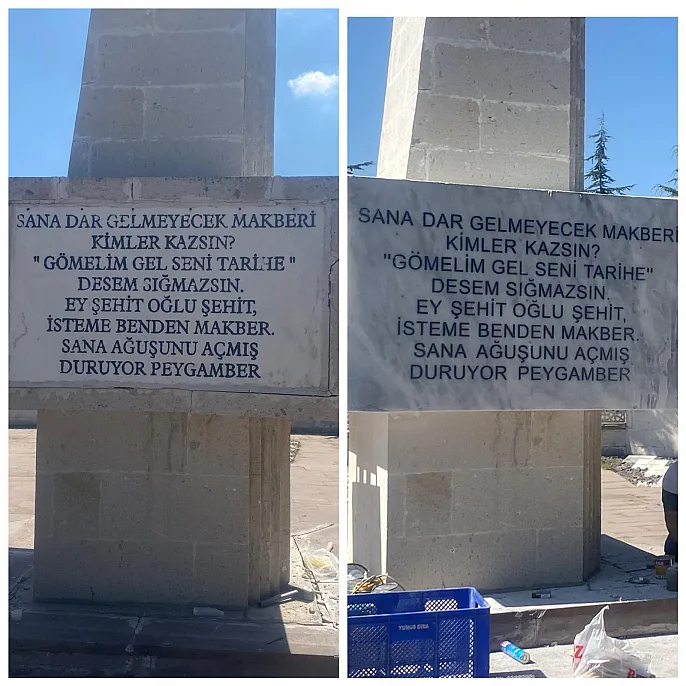 SANA DAR GELMEYECEK MAKBERİ
KİMLER KAZSIN?
" GÖMELİM GEL SENİ TARİHE "
DESEM SIĞMAZSIN.
EY ŞEHİT OĞLU ŞEHİT,
İSTEME BENDEN MAKBER.
SANA AĞUŞUNU AÇMIŞ
DURUYOR PEYGAMBER
SANA DAR GELMEYECEK MAKBERİ
KİMLER KAZSIN?
"GÖMELİM GEL SENİ TARİHE"
DESEM SIĞMAZSIN.
EY ŞEHİT OĞLU ŞEHİT,
İSTEME BENDEN MAKBER.
SANA AĞUŞUNU AÇMIŞ
DURUYOR PEYGAMBER